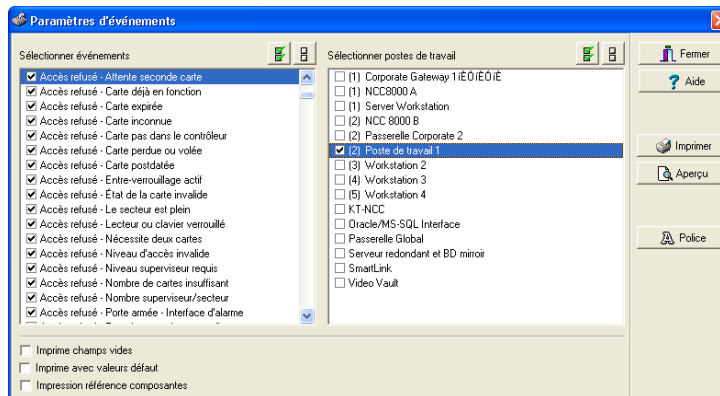 Paramètres d'événements
Sélectionner événements
Accès refusé - Attente seconde carte
Accès refusé - Carte déjà en fonction
Accès refusé - Carte expirée
Accès refusé - Carte inconnue
Accès refusé - Carte pas dans le contrôleur
Accès refusé - Carte perdue ou volée
Accès refusé - Carte postdatée
Accès refusé - Entre-verrouillage actif
Accès refusé - État de la carte invalide
Accès refusé - Le secteur est plein
Accès refusé - Lecteur ou clavier verrouillé
Accès refusé - Nécessite deux cartes
Accès refusé - Niveau d'accès invalide
Accès refusé - Niveau superviseur requis
Accès refusé - Nombre de cartes insuffisant
Accès refusé - Nombre superviseur/secteur
Accès refusé - Porte armée - Interface d'alarme
Sélectionner postes de travail
(1) Corporate Gateway 1 íÈÓíÈÓíÈ
(1) NCC8000 A
(1) Server Workstation
(2) NCC 8000 B
(2) Passerelle Corporate 2
(2) Poste de travail 1
(3) Workstation 2
(4) Workstation 3
(5) Workstation 4
KT-NCC
Oracle/MS-SQL Interface
Passerelle Global
Serveur redondant et BD mirroir
SmartLink
Video Vault
Fermer
Aide
Imprimer
Aperçu
Police
Imprime champs vides
Imprime avec valeurs défaut
Impression référence composantes